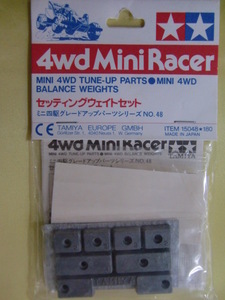 4wd Mini Racer
MINI 4WD TUNE-UP PARTS●MINI 4WD
BALANCE WEIGHTS
セッティングウェイトセット
ミニ四駆グレードアップパーツシリーズ NO.48
CE TAMIYA EUROPE GMBH
ITEM 15048★160
MADE IN JAPAN
4wd Mini Racer
TAMIYA